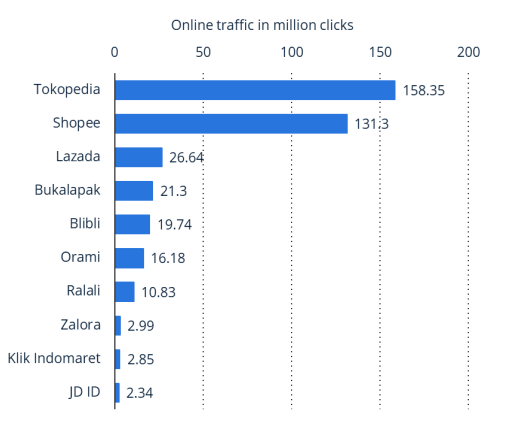 Online traffic in million clicks
0 50 100 150 200
Tokopedia 158.35
Shopee 131.3
Lazada 26.64
Bukalapak 21.3
Blibli 19.74
Orami 16.18
Ralali 10.83
Zalora 2.99
Klik Indomaret 2.85
JD ID 2.34